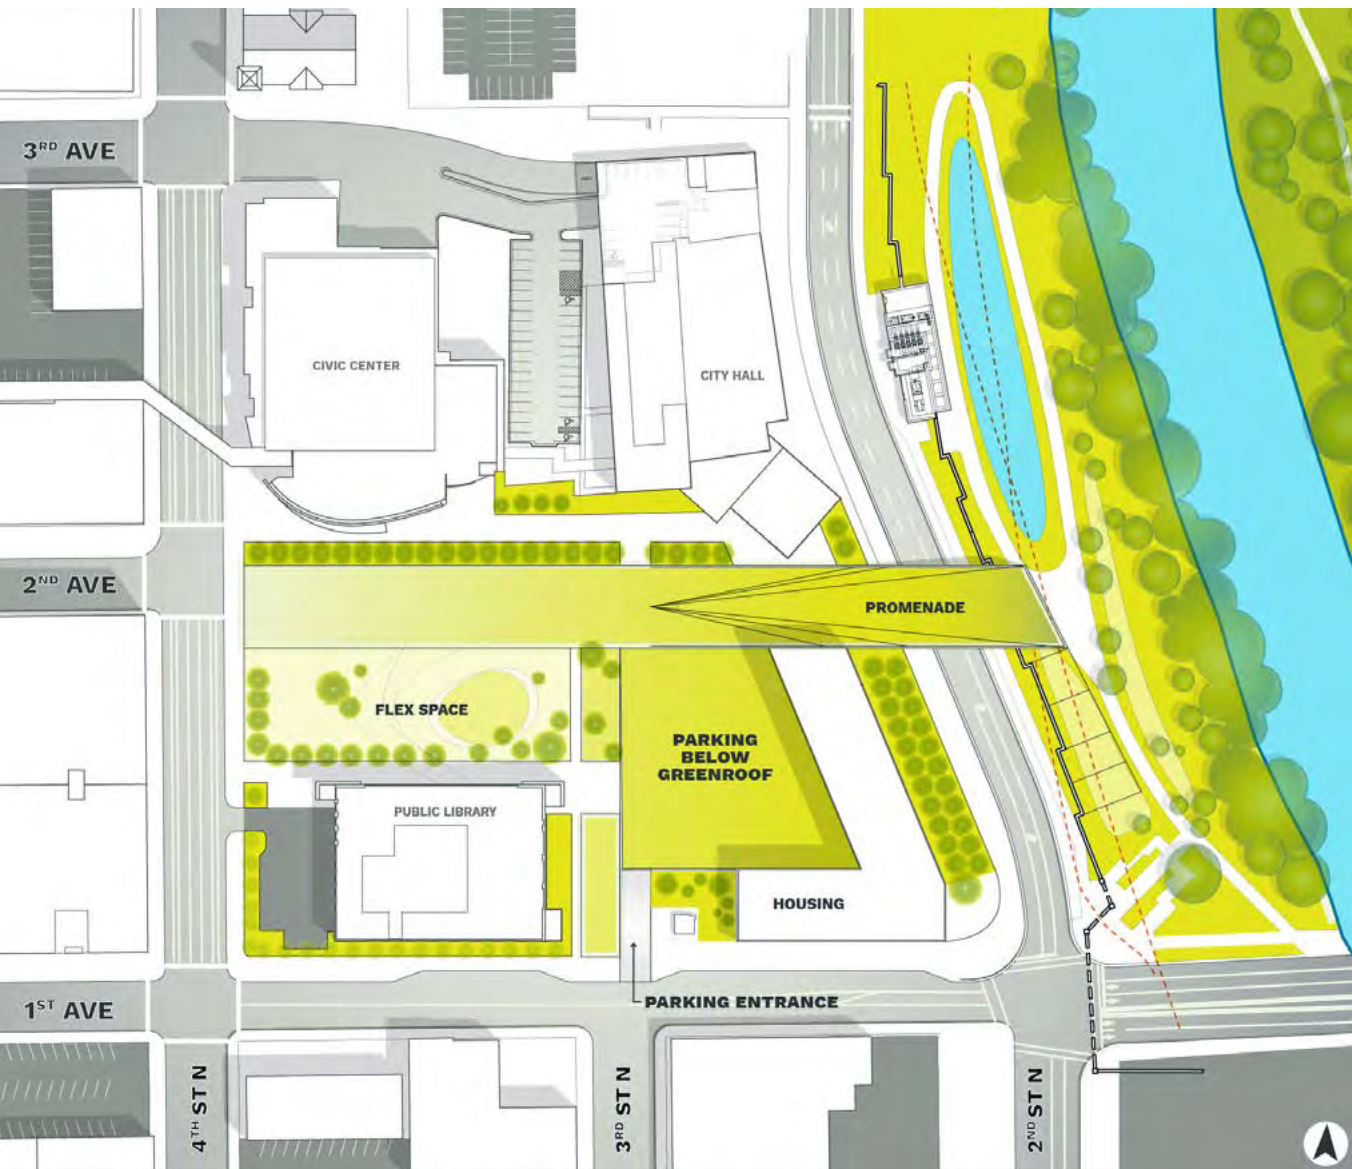 3RD AVE
CIVIC CENTER
CITY HALL
2ND AVE
PROMENADE
FLEX SPACE
PARKING
BELOW
GREENROOF
PUBLIC LIBRARY
HOUSING
PARKING ENTRANCE
1ST AVE
4TH ST N
3RD ST N
2ND ST N